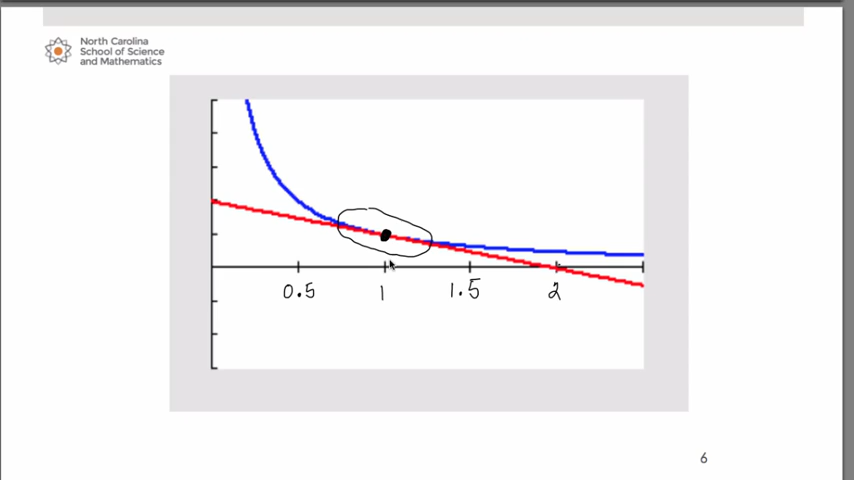 North Carolina
School of Science
and Mathematics
0.5 1 1.5 2
6